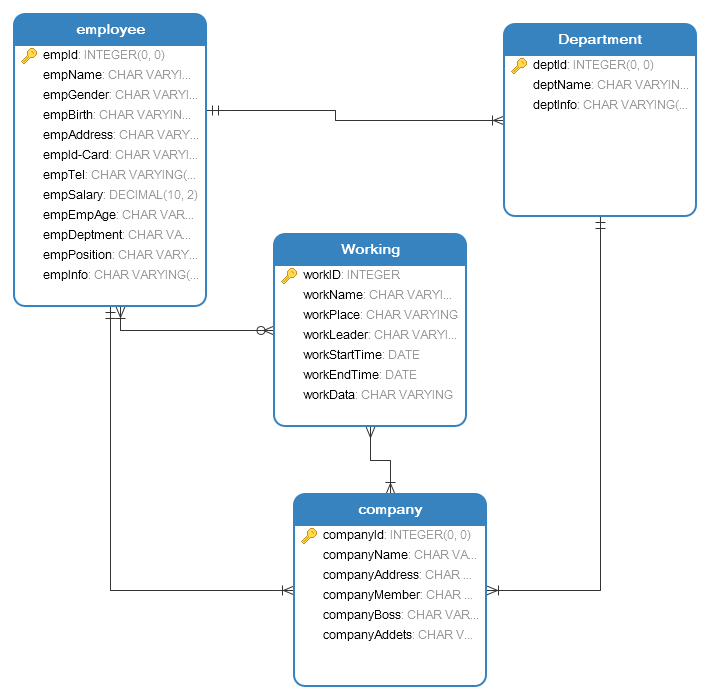 employee
empId: INTEGER(0, 0)
empName: CHAR VARYI...
empGender: CHAR VARYI...
empBirth: CHAR VARYIN...
empAddress: CHAR VARY...
empId-Card: CHAR VARYI...
empTel: CHAR VARYING(...
empSalary: DECIMAL(10, 2)
empEmpAge: CHAR VAR...
empDeptment: CHAR VA...
empPosition: CHAR VARY...
empInfo: CHAR VARYING(...
Department
deptId: INTEGER(0, 0)
deptName: CHAR VARYIN...
deptInfo: CHAR VARYING(...
Working
workID: INTEGER
workName: CHAR VARYI...
workPlace: CHAR VARYING
workLeader: CHAR VARYI...
workStartTime: DATE
workEndTime: DATE
workData: CHAR VARYING
company
companyId: INTEGER(0, 0)
companyName: CHAR VA...
companyAddress: CHAR ...
companyMember: CHAR ...
companyBoss: CHAR VAR...
companyAddets: CHAR V...